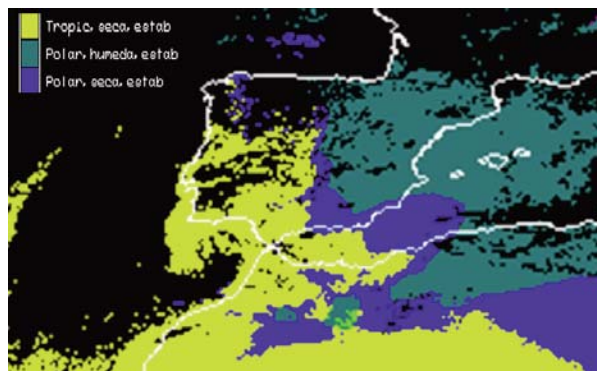 Tropic, seca, estab
Polar, humeda, estab
Polar, seca, estab